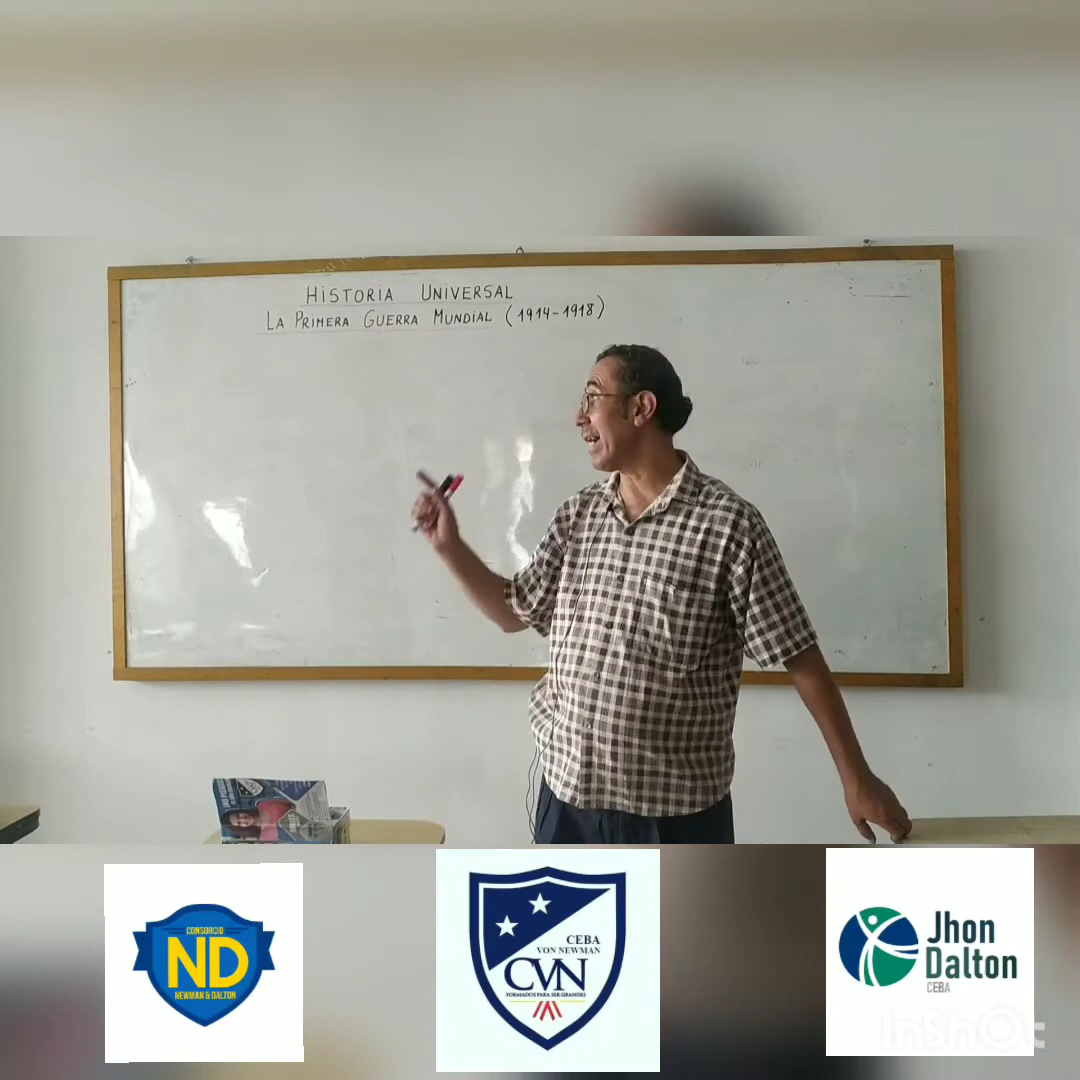 HISTORIA UNIVERSAL
LA PRIMERA GUERRA MUNDIAL (1914-1918)
CONSORCIO
ND
NEWMAN & DALTON
CEBA
VON NEWMAN
CVN
FORMADOS PARA SER GRANDES
Jhon
Dalton
CEBA
InShOt